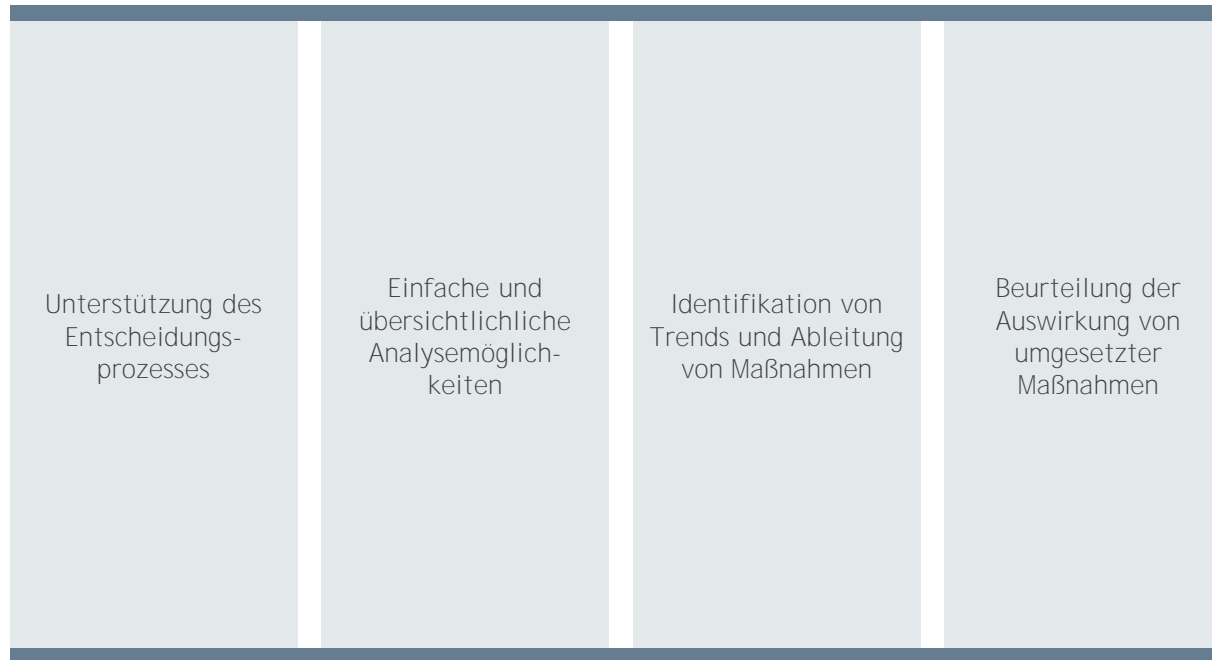 Unterstützung des
Entscheidungs-
prozesses
Einfache und
übersichtlichliche
Analysemöglich-
keiten
Identifikation von
Trends und Ableitung
von Maßnahmen
Beurteilung der
Auswirkung von
umgesetzter
Maßnahmen